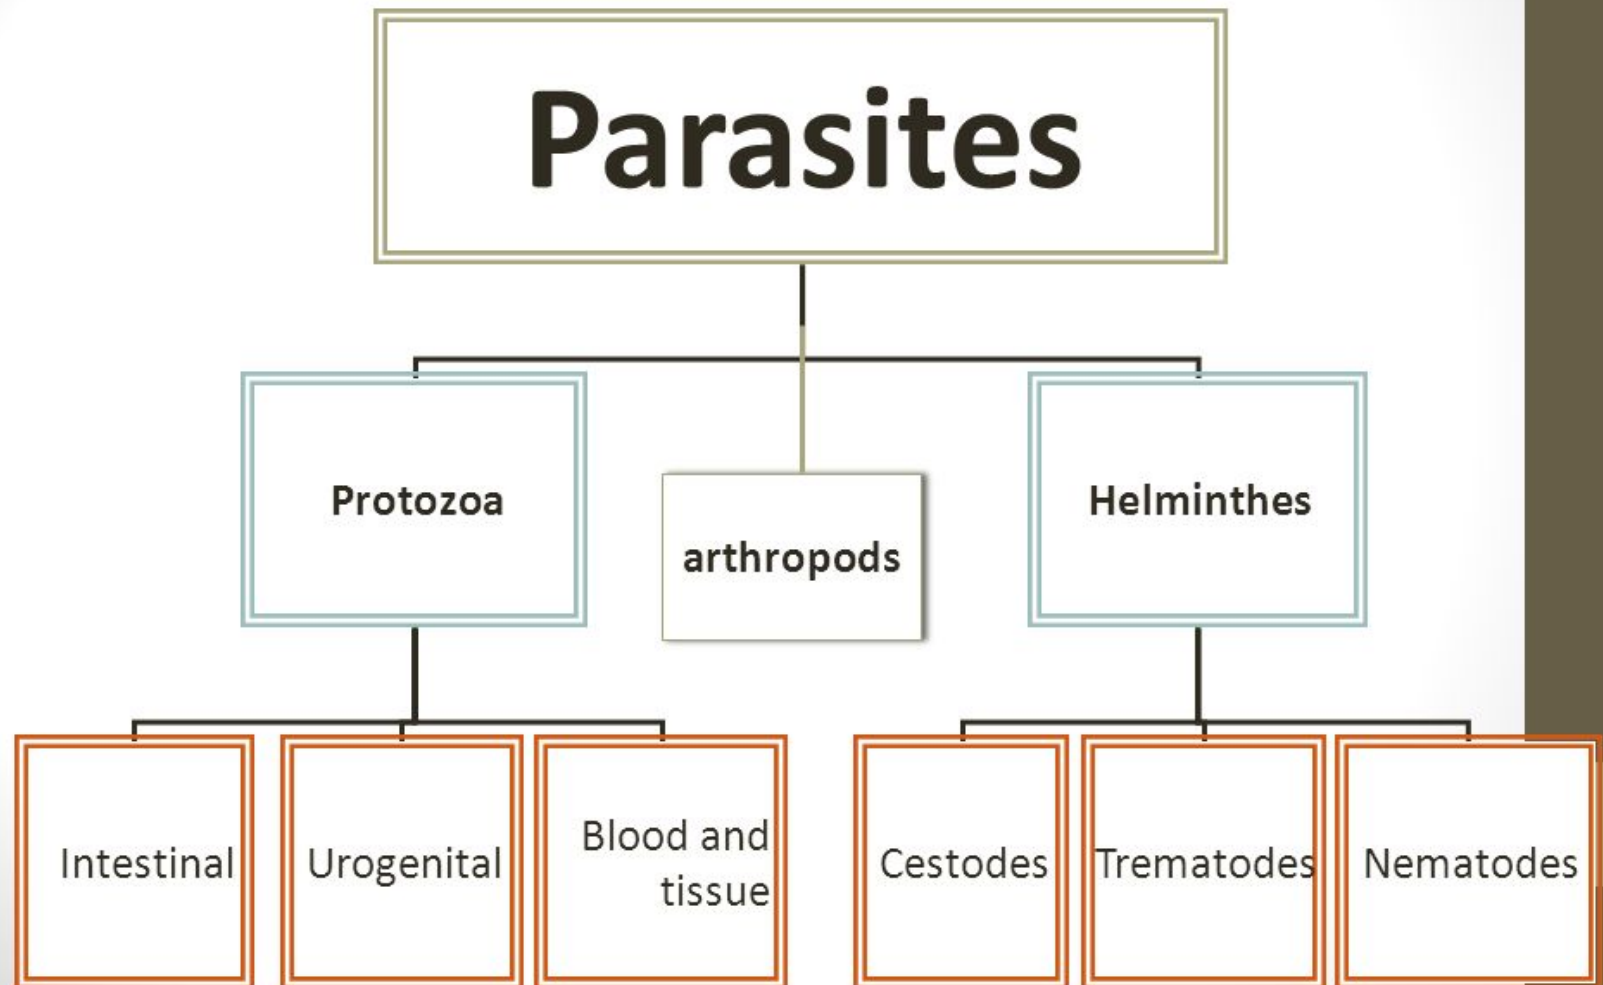 Parasites
Protozoa
arthropods
Helminthes
Intestinal
Urogenital
Blood and
tissue
Cestodes
Trematodes
Nematodes